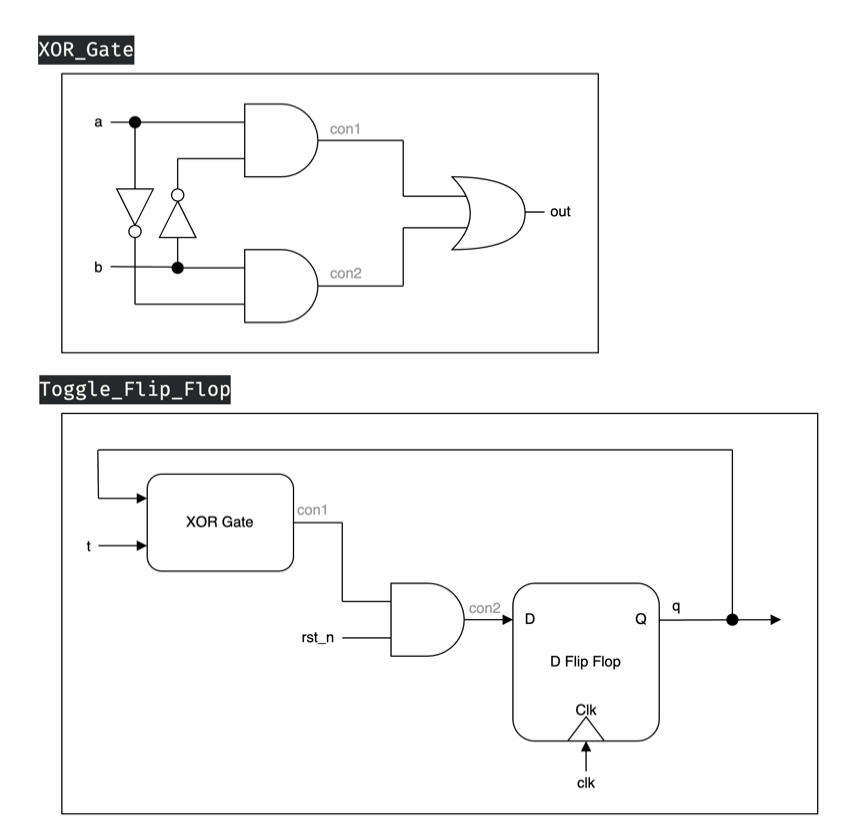 XOR_Gate
a
con1
out
b
con2
Toggle_Flip_Flop
XOR Gate
con1
t
con2
q
D
Q
rst_n
D Flip Flop
Clk
clk